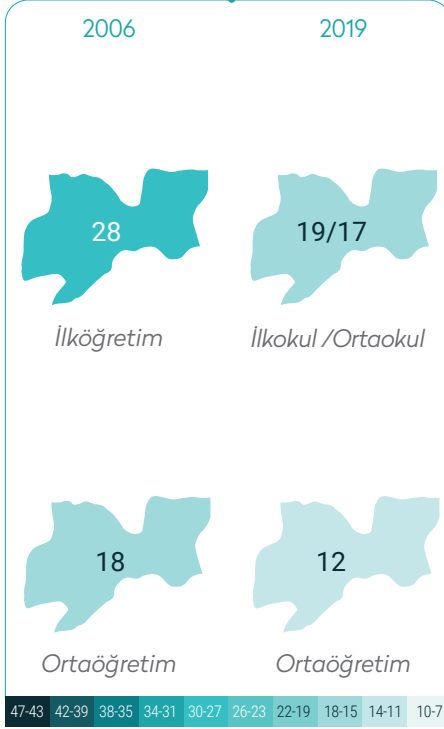 2006 2019
28 19/17
İlköğretim İlkokul /Ortaokul
18 12
Ortaöğretim Ortaöğretim
47-43 42-39 38-35 34-31 30-27 26-23 22-19 18-15 14-11 10-7